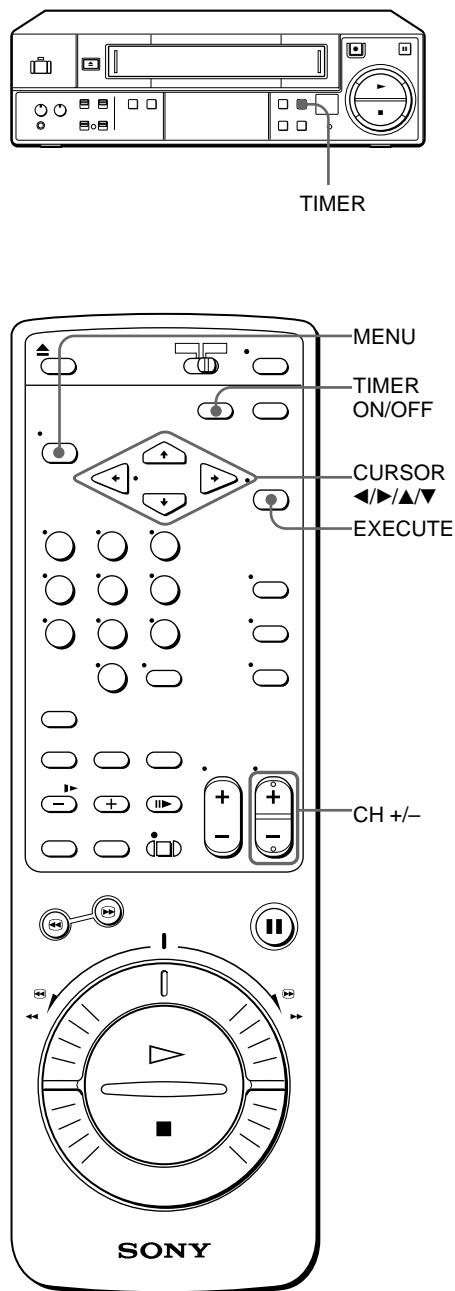 TIMER
MENU
TIMER
ON/OFF
CURSOR
◀/▶/▲/▼
EXECUTE
CH +/–
SONY